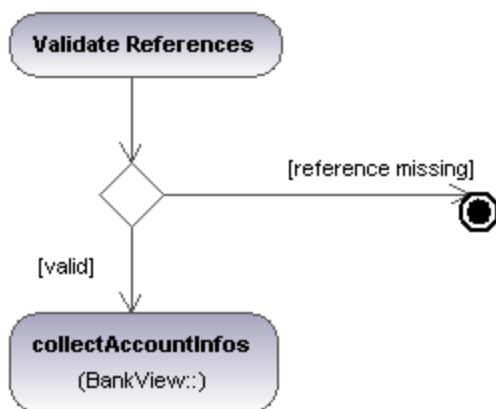 Validate References
[reference missing]
[valid]
collectAccountInfos
(BankView::)